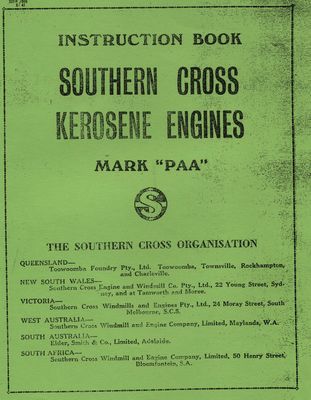 INSTRUCTION BOOK
SOUTHERN CROSS
KEROSENE ENGINES
MARK "PAA"
S
THE SOUTHERN CROSS ORGANISATION
QUEENSLAND—
Toowoomba Foundry Pty., Ltd. Toowoomba, Townsville, Rockhampton,
and Charleville.
NEW SOUTH WALES—
Southern Cross Engine and Windmill Co. Pty., Ltd., 22 Young Street, Syd-
ney, and at Tamworth and Moree.
VICTORIA—
Southern Cross Windmills and Engines Pty., Ltd., 24 Moray Street, South
Melbourne, S.C.5.
WEST AUSTRALIA—
Southern Cross Windmill and Engine Company, Limited, Maylands, W.A.
SOUTH AUSTRALIA—
Elder, Smith & Co., Limited, Adelaide.
SOUTH AFRICA—
Southern Cross Windmill and Engine Company, Limited, 50 Henry Street,
Bloemfontein, S.A.